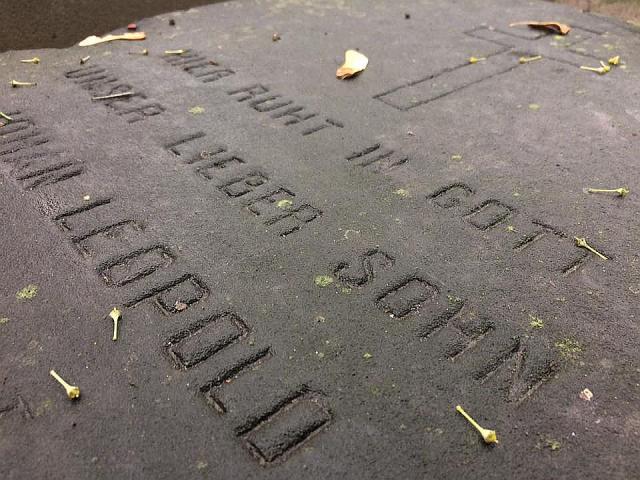 HIER RUHT IN GOTT
UNSER LIEBER SOHN
LEOPOLD